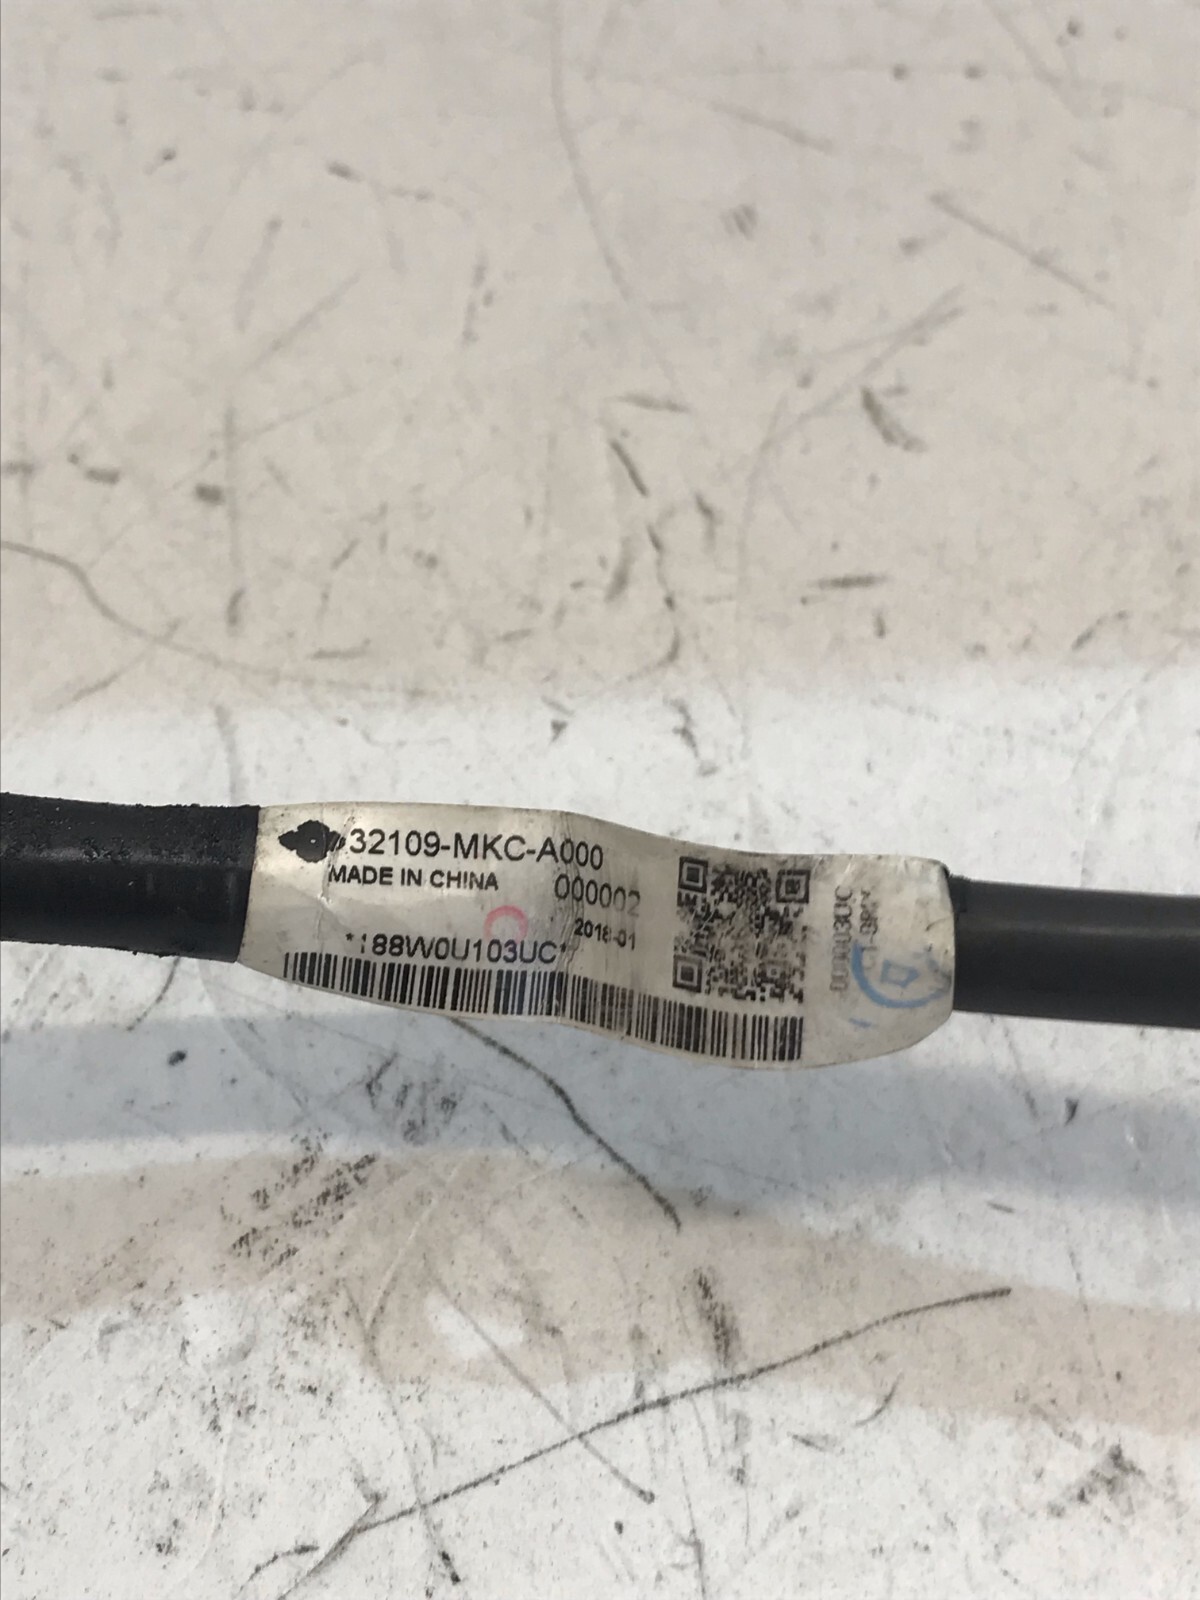 32109-MKC-A000
MADE IN CHINA
000002
2018-01
*188W0U103UC*